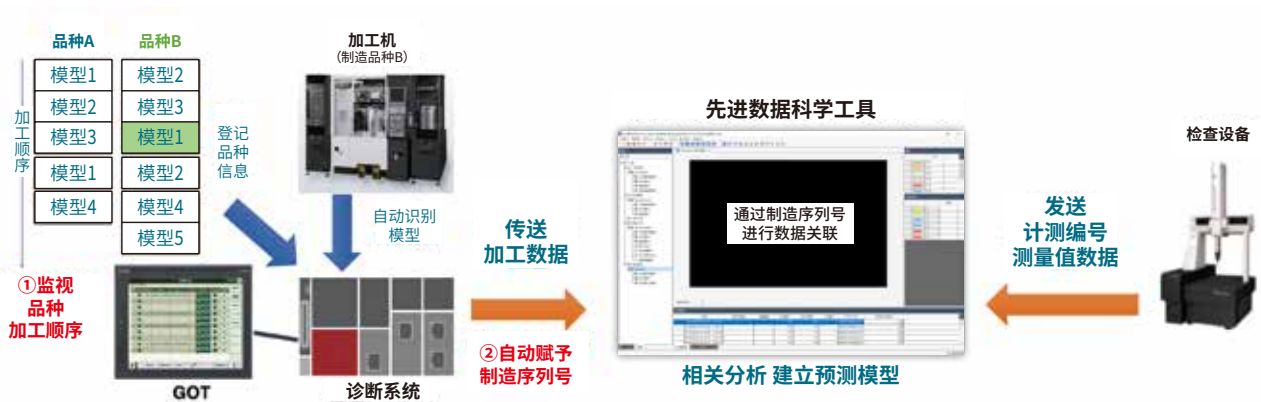 品种A
品种B
模型1
模型2
模型2
模型3
模型3
模型1
模型1
模型2
模型4
模型4
模型5
加工顺序
登记
品种
信息
①监视
品种
加工顺序
GOT
加工机
(制造品种B)
自动识别
模型
诊断系统
传送
加工数据
②自动赋予
制造序列号
先进数据科学工具
通过制造序列号
进行数据关联
相关分析 建立预测模型
发送
计测编号
测量值数据
检查设备